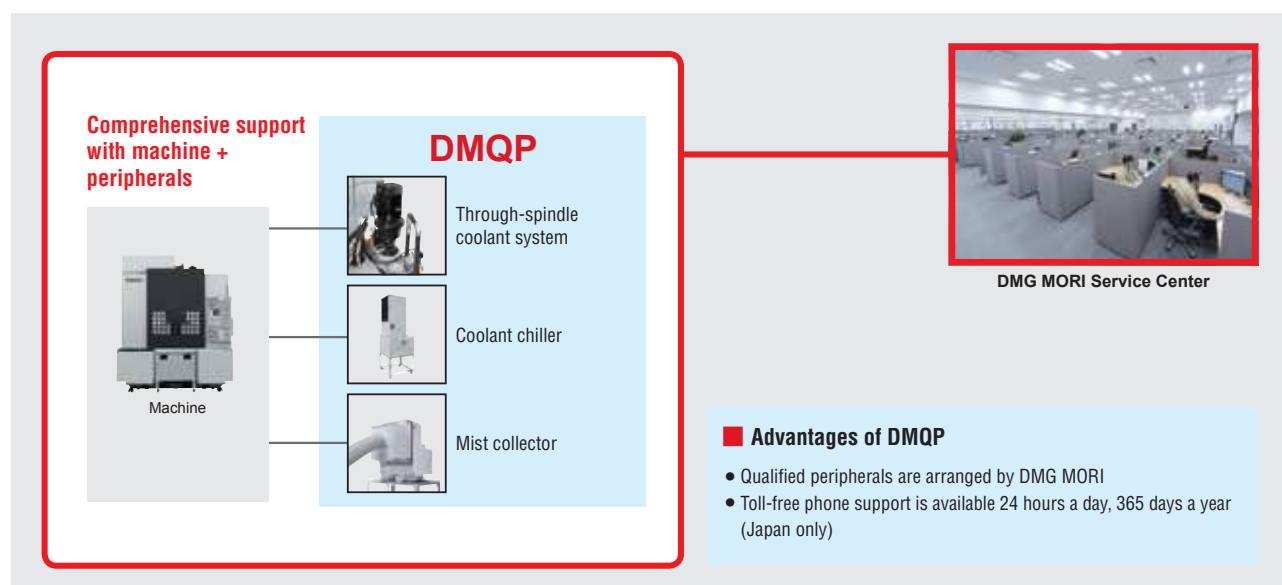 Comprehensive support
with machine +
peripherals
DMQP
Through-spindle
coolant system
Coolant chiller
Mist collector
Machine
DMG MORI Service Center
Advantages of DMQP
● Qualified peripherals are arranged by DMG MORI
● Toll-free phone support is available 24 hours a day, 365 days a year
(Japan only)